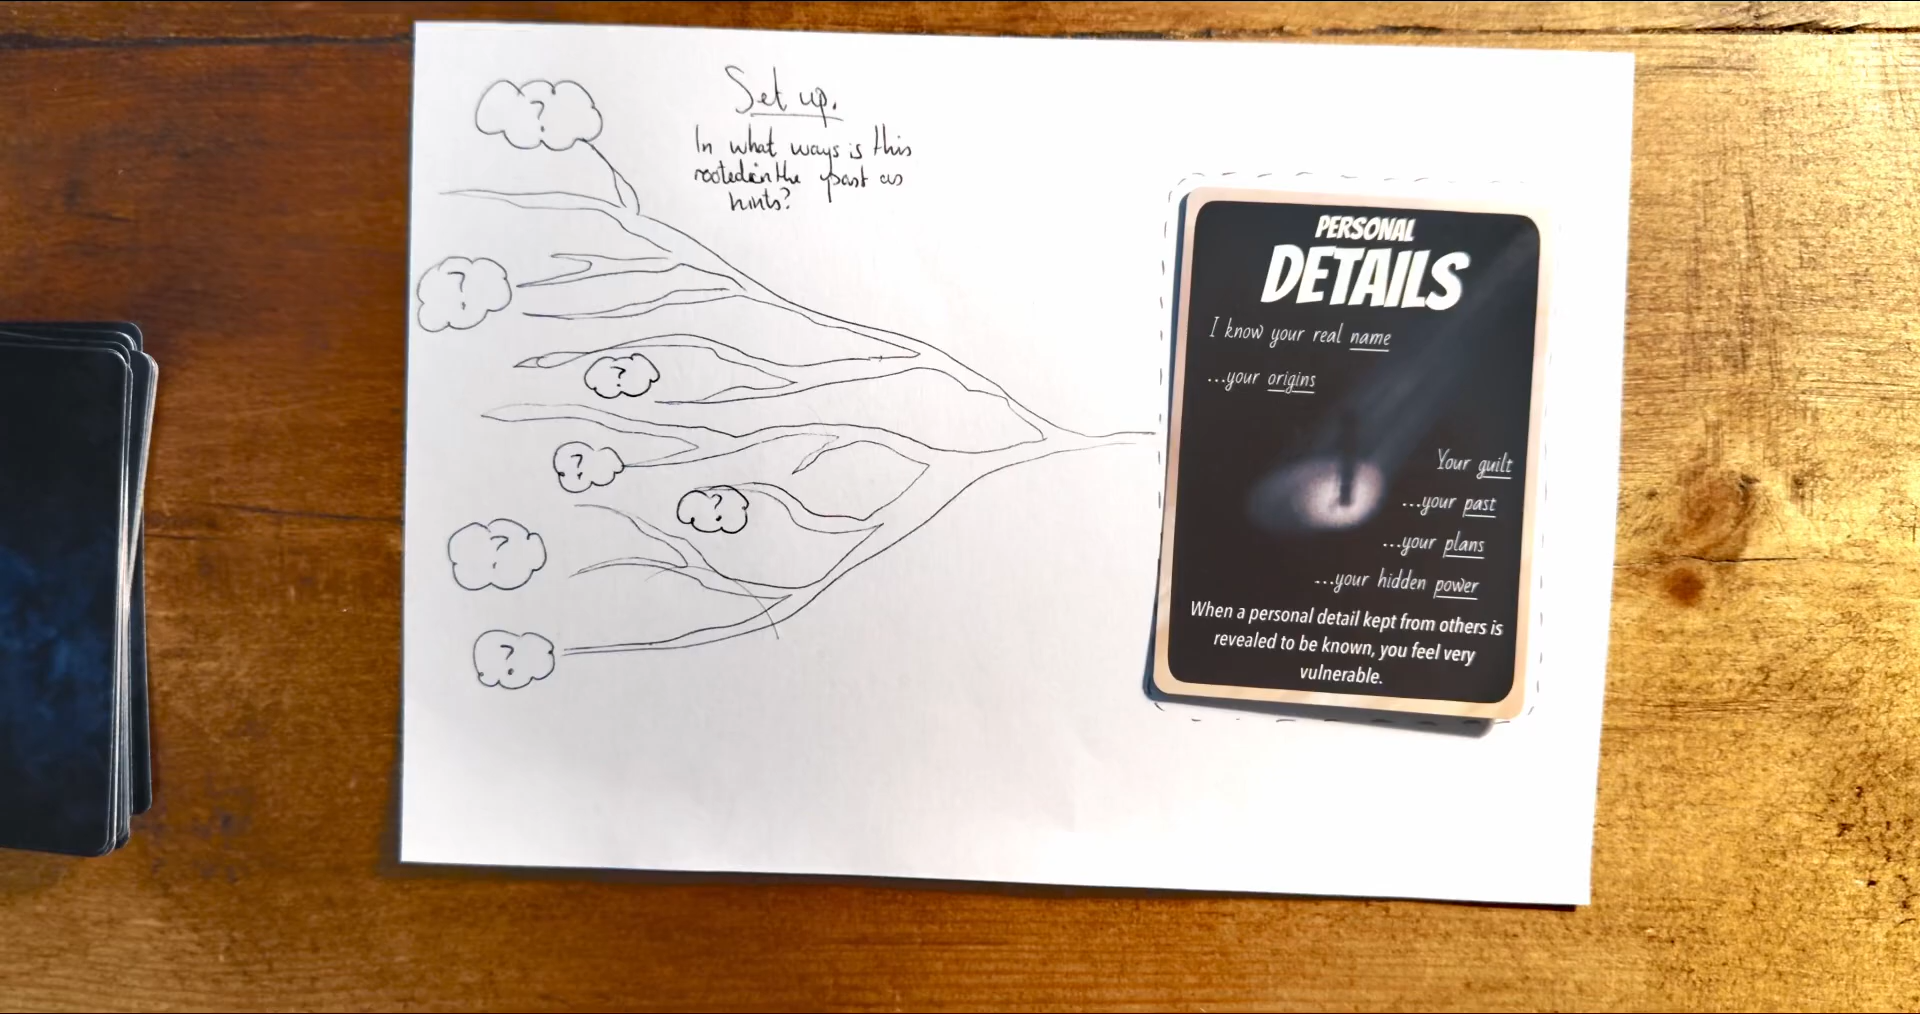 Set up.
In what ways is this
rooted in the past as
hints?
?
?
?
?
?
?
?
PERSONAL
DETAILS
I know your real name
...your origins
Your guilt
...your past
...your plans
...your hidden power
When a personal detail kept from others is
revealed to be known, you feel very
vulnerable.